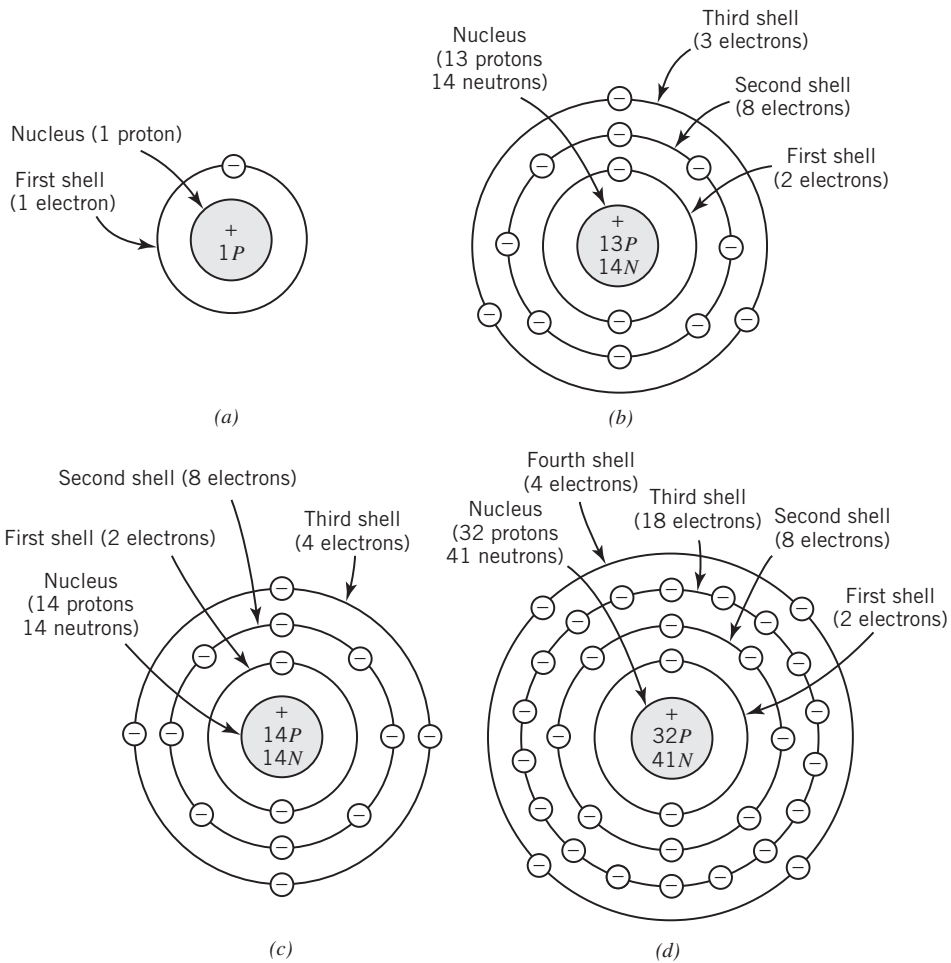 Nucleus (1 proton)
First shell
(1 electron)
+
1P
(a)
Nucleus
(13 protons
14 neutrons)
Third shell
(3 electrons)
Second shell
(8 electrons)
First shell
(2 electrons)
+
13P
14N
(b)
Second shell (8 electrons)
First shell (2 electrons)
Nucleus
(14 protons
14 neutrons)
Third shell
(4 electrons)
+
14P
14N
(c)
Fourth shell
(4 electrons)
Nucleus
(32 protons
41 neutrons)
Third shell
(18 electrons)
Second shell
(8 electrons)
First shell
(2 electrons)
+
32P
41N
(d)